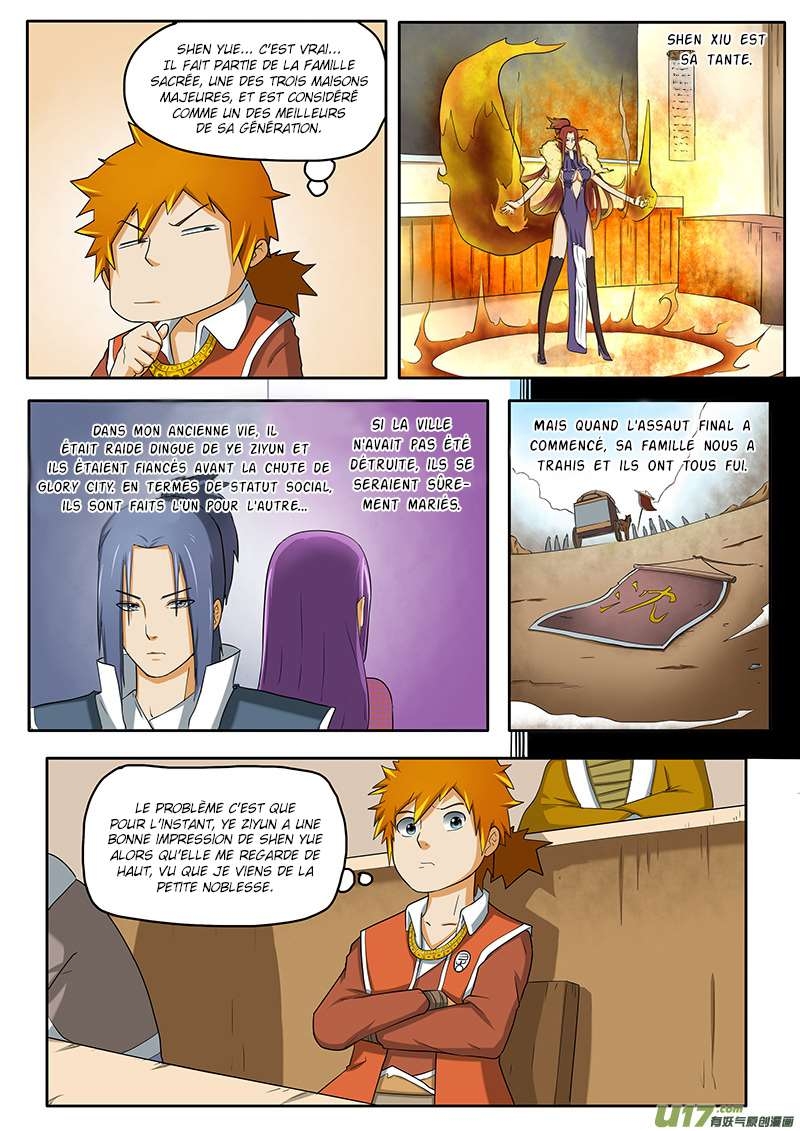 SHEN YUE... C'EST VRAI...
IL FAIT PARTIE DE LA FAMILLE
SACRÉE, UNE DES TROIS MAISONS
MAJEURES, ET EST CONSIDÉRÉ
COMME UN DES MEILLEURS
DE SA GÉNÉRATION.
SHEN XIU EST
SA TANTE.
DANS MON ANCIENNE VIE, IL
ÉTAIT RAIDE DINGUE DE YE ZIYUN ET
ILS ÉTAIENT FIANCÉS AVANT LA CHUTE DE
GLORY CITY. EN TERMES DE STATUT SOCIAL,
ILS SONT FAITS L'UN POUR L'AUTRE...
SI LA VILLE
N'AVAIT PAS ÉTÉ
DÉTRUITE, ILS SE
SERAIENT SÛRE-
MENT MARIÉS.
MAIS QUAND L'ASSAUT FINAL A
COMMENCÉ, SA FAMILLE NOUS A
TRAHIS ET ILS ONT TOUS FUI.
沈
LE PROBLÈME C'EST QUE
POUR L'INSTANT, YE ZIYUN A UNE
BONNE IMPRESSION DE SHEN YUE
ALORS QU'ELLE ME REGARDE DE
HAUT, VU QUE JE VIENS DE LA
PETITE NOBLESSE.
U17.com
有妖气原创漫画